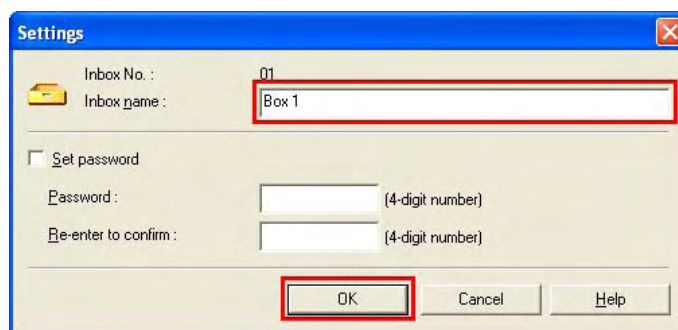 Settings
Inbox No. : 01
Inbox name : Box 1
Set password
Password : (4-digit number)
Re-enter to confirm : (4-digit number)
OK Cancel Help